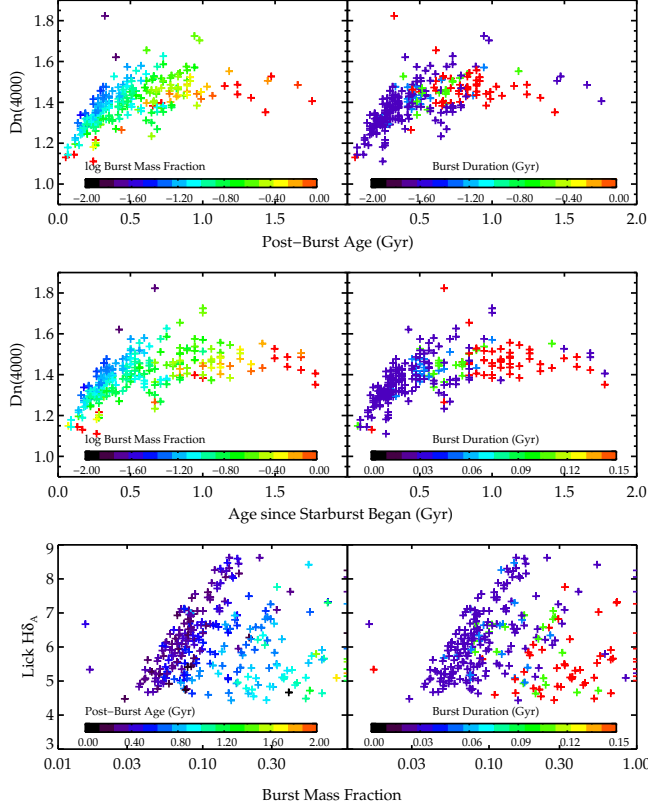 1.8
1.6
1.4
1.2
1.0
Dn(4000)
log Burst Mass Fraction
−2.00 −1.60 −1.20 −0.80 −0.40 0.00
Burst Duration (Gyr)
−2.00 −1.60 −1.20 −0.80 −0.40 0.00
0.0 0.5 1.0 1.5 0.5 1.0 1.5 2.0
Post−Burst Age (Gyr)
1.8
1.6
1.4
1.2
1.0
Dn(4000)
log Burst Mass Fraction
−2.00 −1.60 −1.20 −0.80 −0.40 0.00
Burst Duration (Gyr)
0.00 0.03 0.06 0.09 0.12 0.15
0.0 0.5 1.0 1.5 0.5 1.0 1.5 2.0
Age since Starburst Began (Gyr)
9
8
7
6
5
4
3
Lick Hδ_A
Post−Burst Age (Gyr)
0.00 0.40 0.80 1.20 1.60 2.00
Burst Duration (Gyr)
0.00 0.03 0.06 0.09 0.12 0.15
0.01 0.03 0.10 0.30 0.03 0.10 0.30 1.00
Burst Mass Fraction